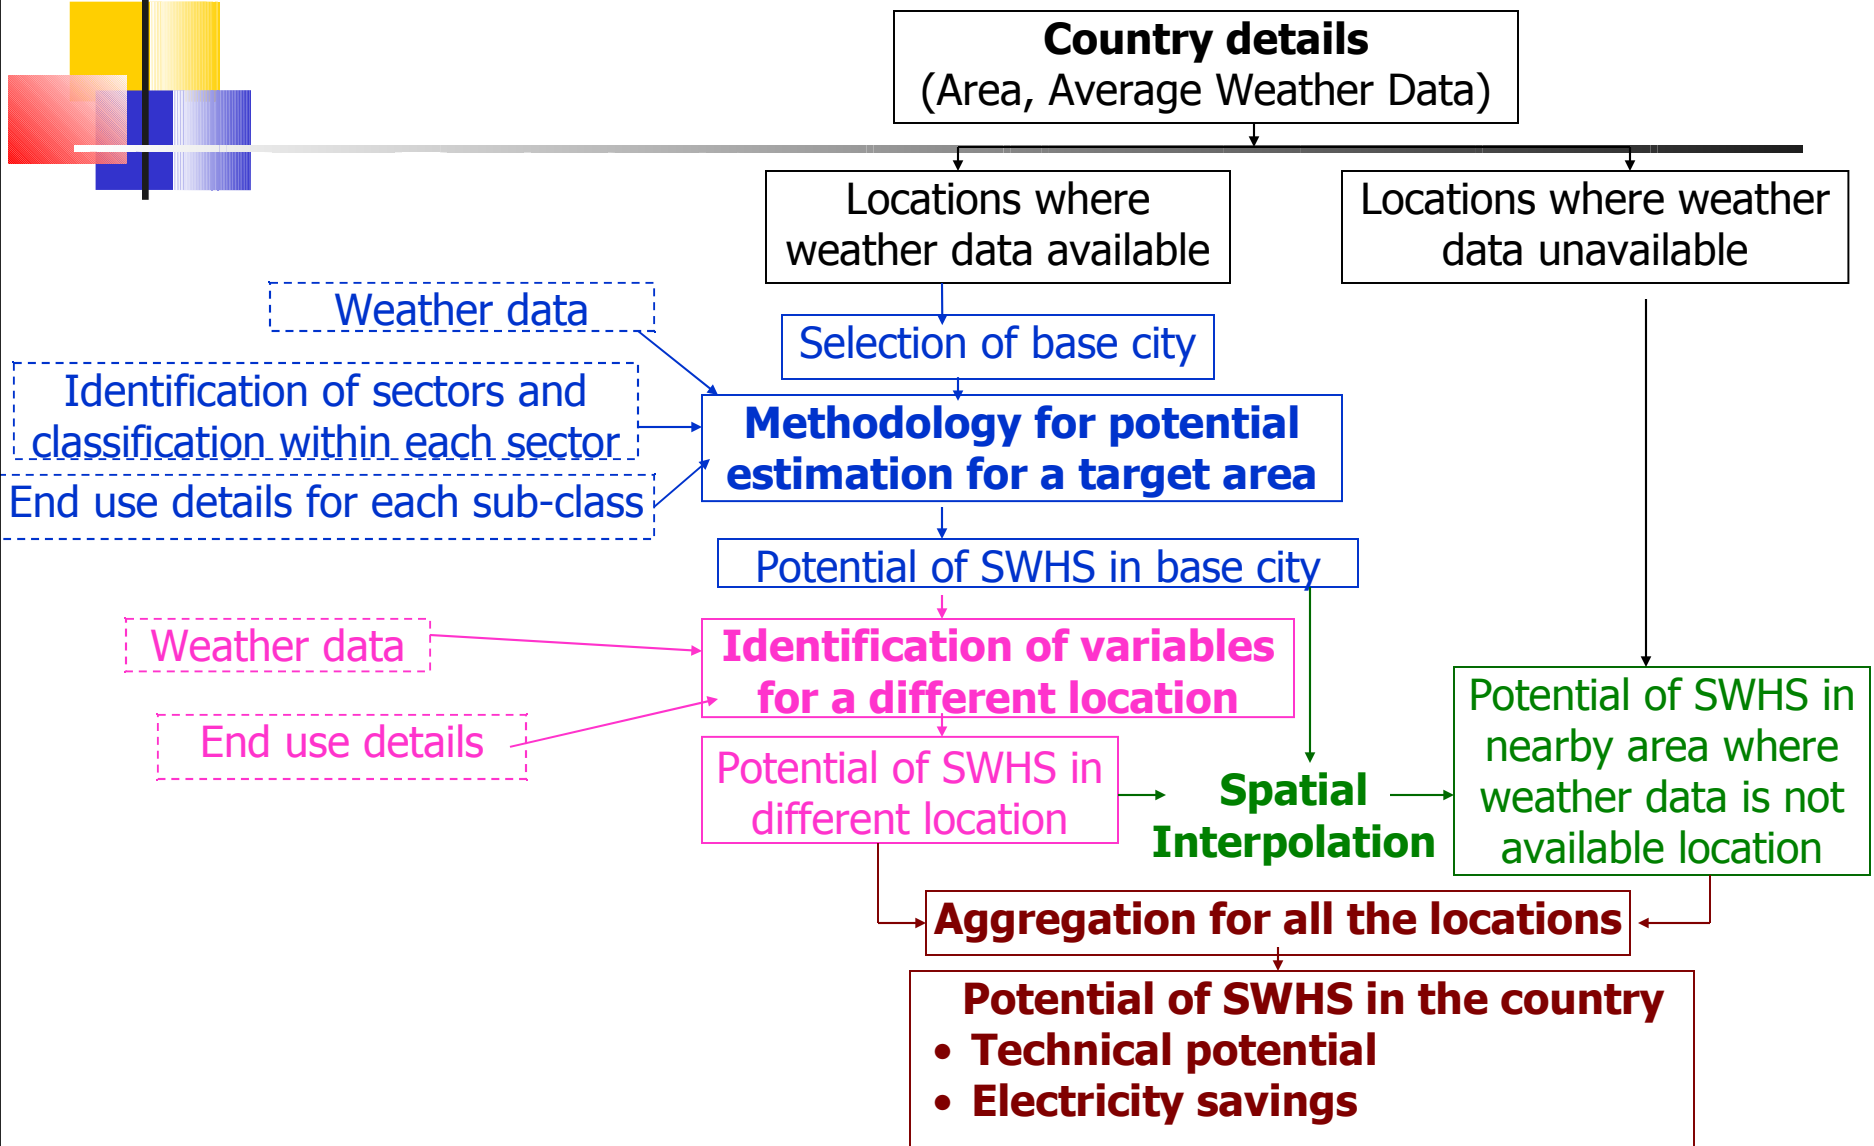 Country details
(Area, Average Weather Data)
Locations where
weather data available
Locations where weather
data unavailable
Weather data
Selection of base city
Identification of sectors and
classification within each sector
Methodology for potential
estimation for a target area
End use details for each sub-class
Potential of SWHS in base city
Weather data
Identification of variables
for a different location
End use details
Potential of SWHS in
different location
Spatial
Interpolation
Potential of SWHS in
nearby area where
weather data is not
available location
Aggregation for all the locations
Potential of SWHS in the country
• Technical potential
• Electricity savings